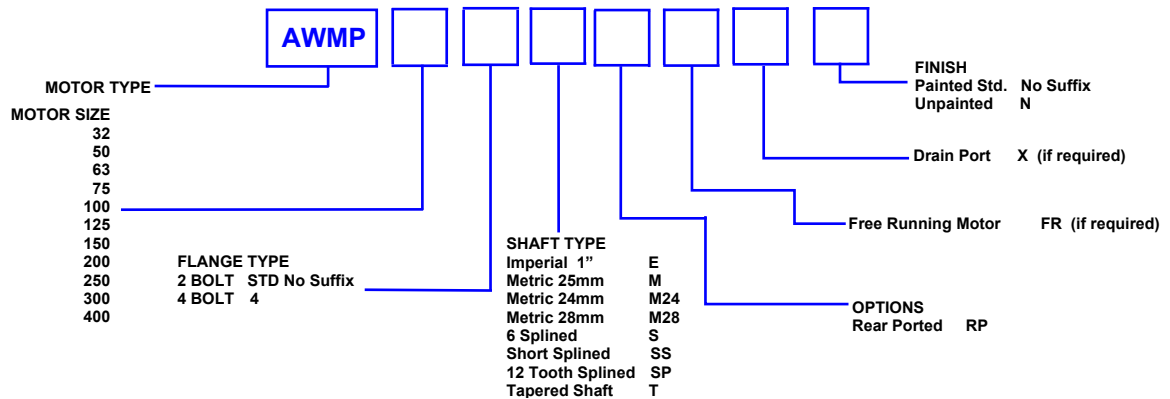 AWMP
MOTOR TYPE
MOTOR SIZE
32
50
63
75
100
125
150
200
250
300
400
FLANGE TYPE
2 BOLT STD No Suffix
4 BOLT 4
SHAFT TYPE
Imperial 1” E
Metric 25mm M
Metric 24mm M24
Metric 28mm M28
6 Splined S
Short Splined SS
12 Tooth Splined SP
Tapered Shaft T
OPTIONS
Rear Ported RP
Free Running Motor FR (if required)
Drain Port X (if required)
FINISH
Painted Std. No Suffix
Unpainted N